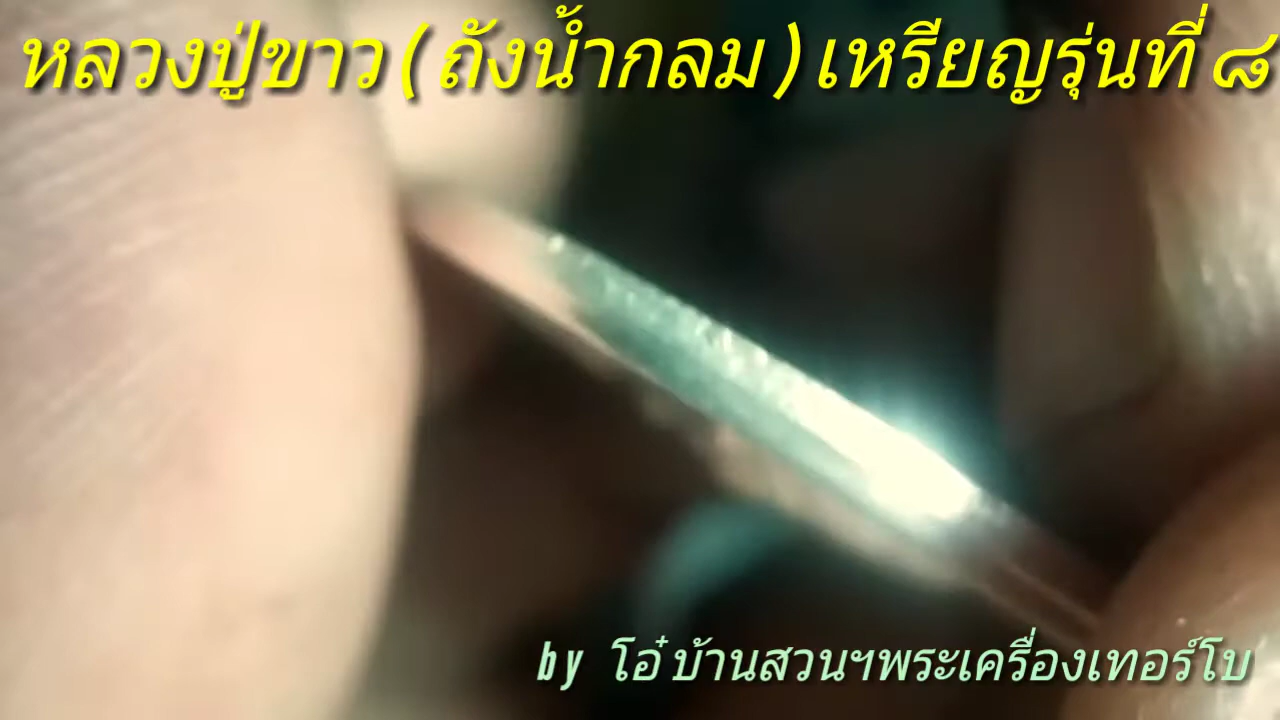 หลวงปู่ขาว(ถังน้ำกลม)เหรียญรุ่นที่ ๘
by โอ๋บ้านสวนฯพระเครื่องเทอร์โบ